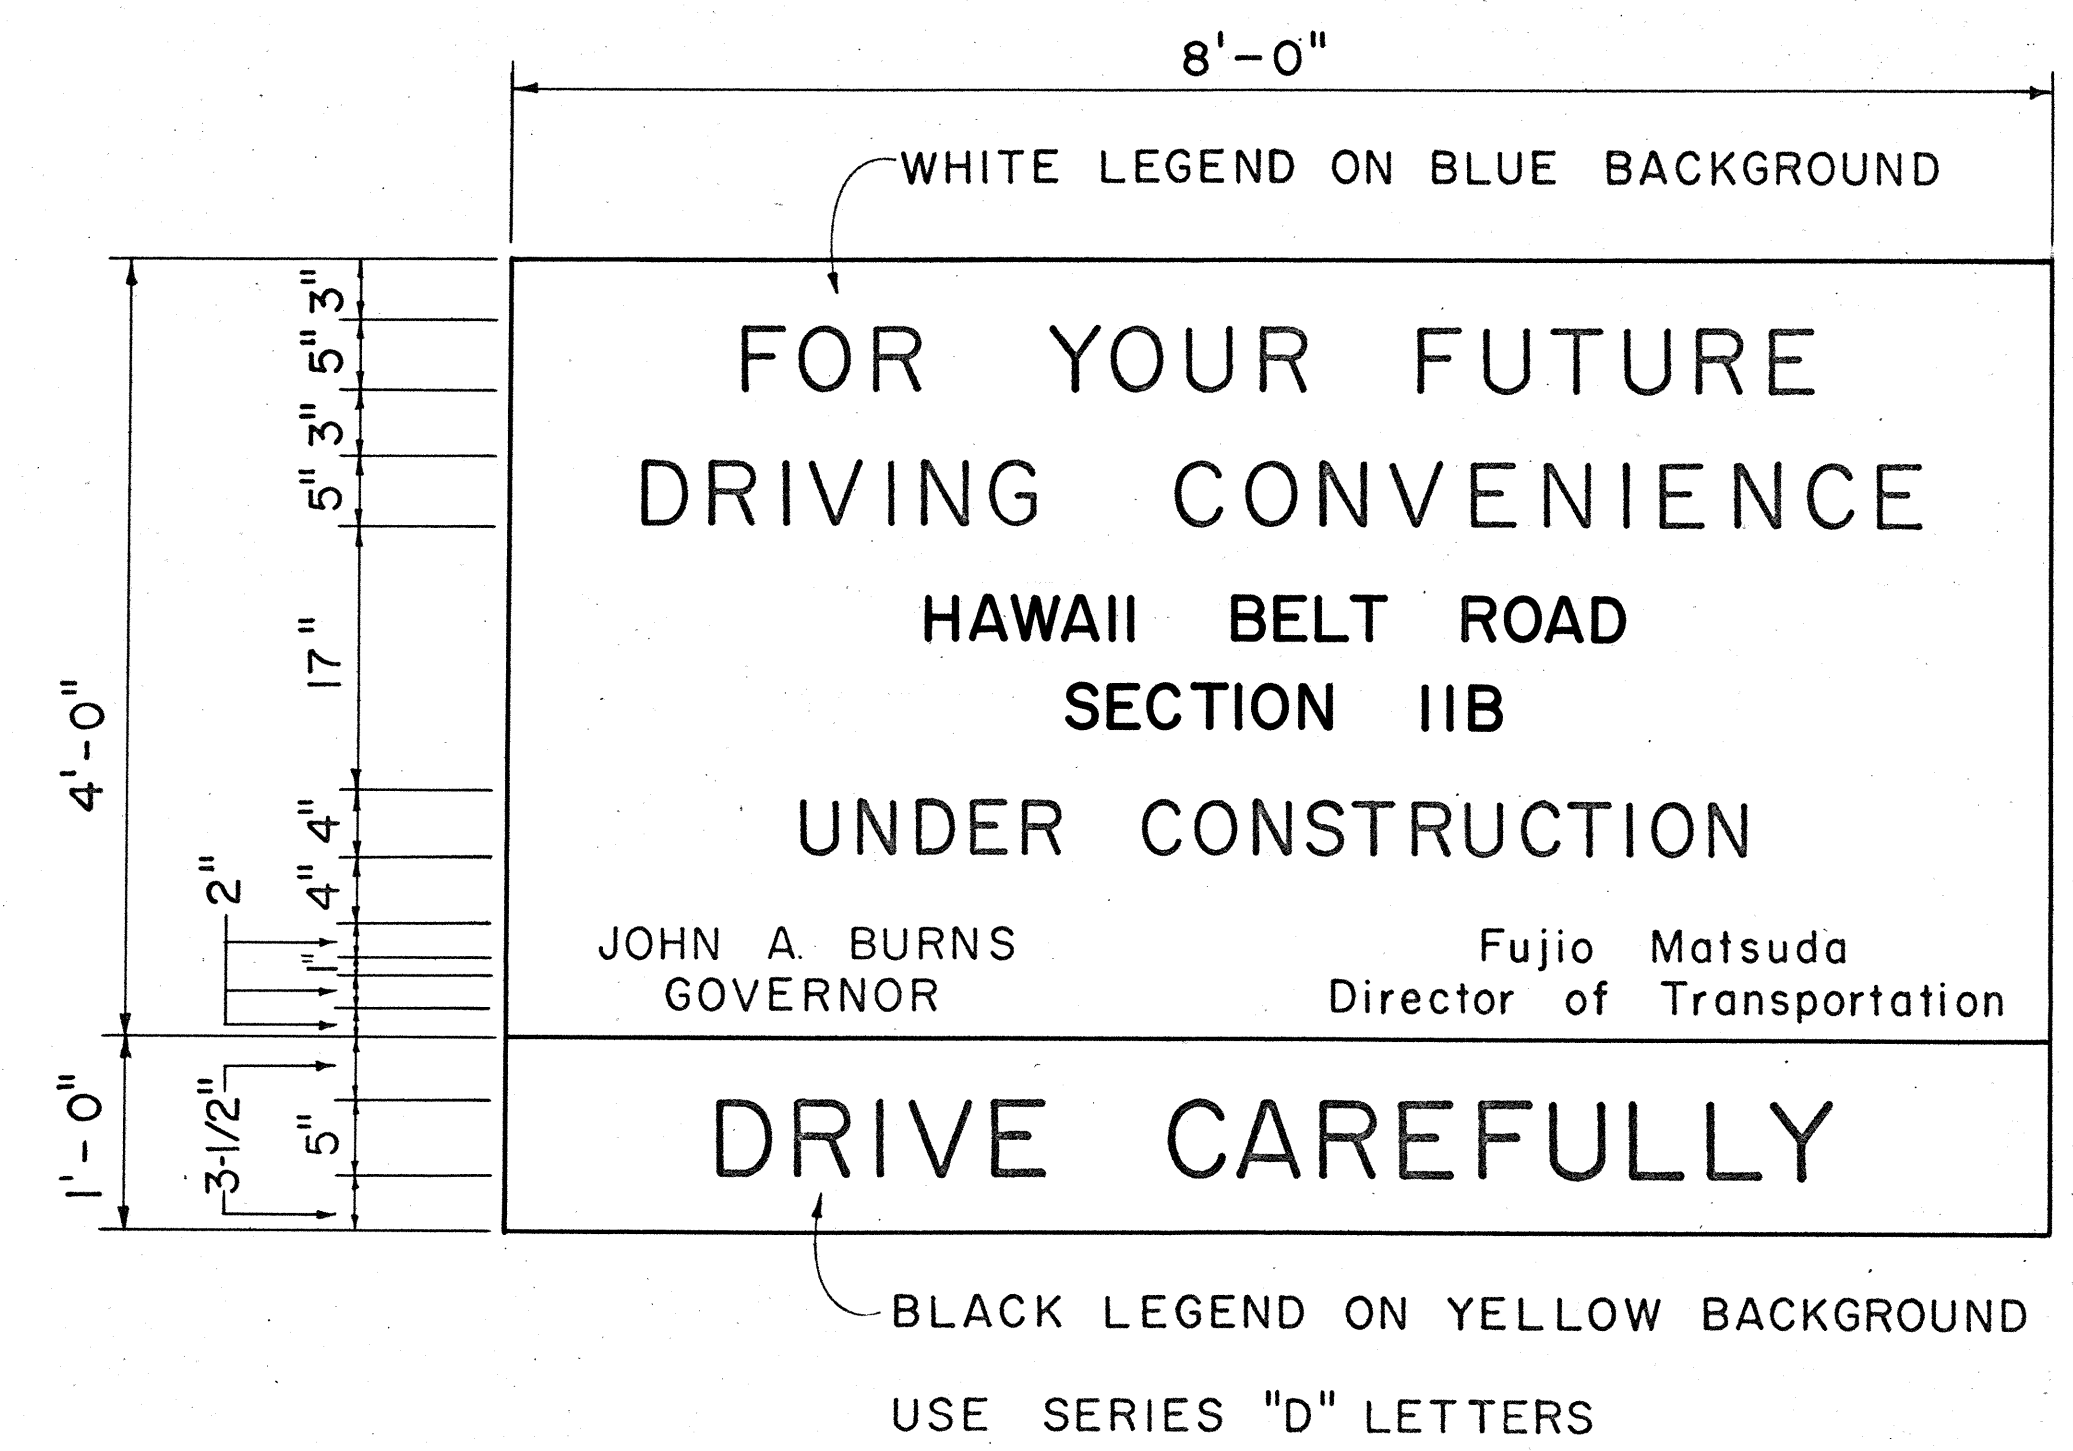 8'-0"
WHITE LEGEND ON BLUE BACKGROUND
3"
5"
3"
5"
17"
4"
4"
2"
1"
4'-0"
FOR YOUR FUTURE
DRIVING CONVENIENCE
HAWAII BELT ROAD
SECTION IIB
UNDER CONSTRUCTION
JOHN A. BURNS
GOVERNOR
Fujio Matsuda
Director of Transportation
1'-0"
3-1/2"
5"
DRIVE CAREFULLY
BLACK LEGEND ON YELLOW BACKGROUND
USE SERIES "D" LETTERS